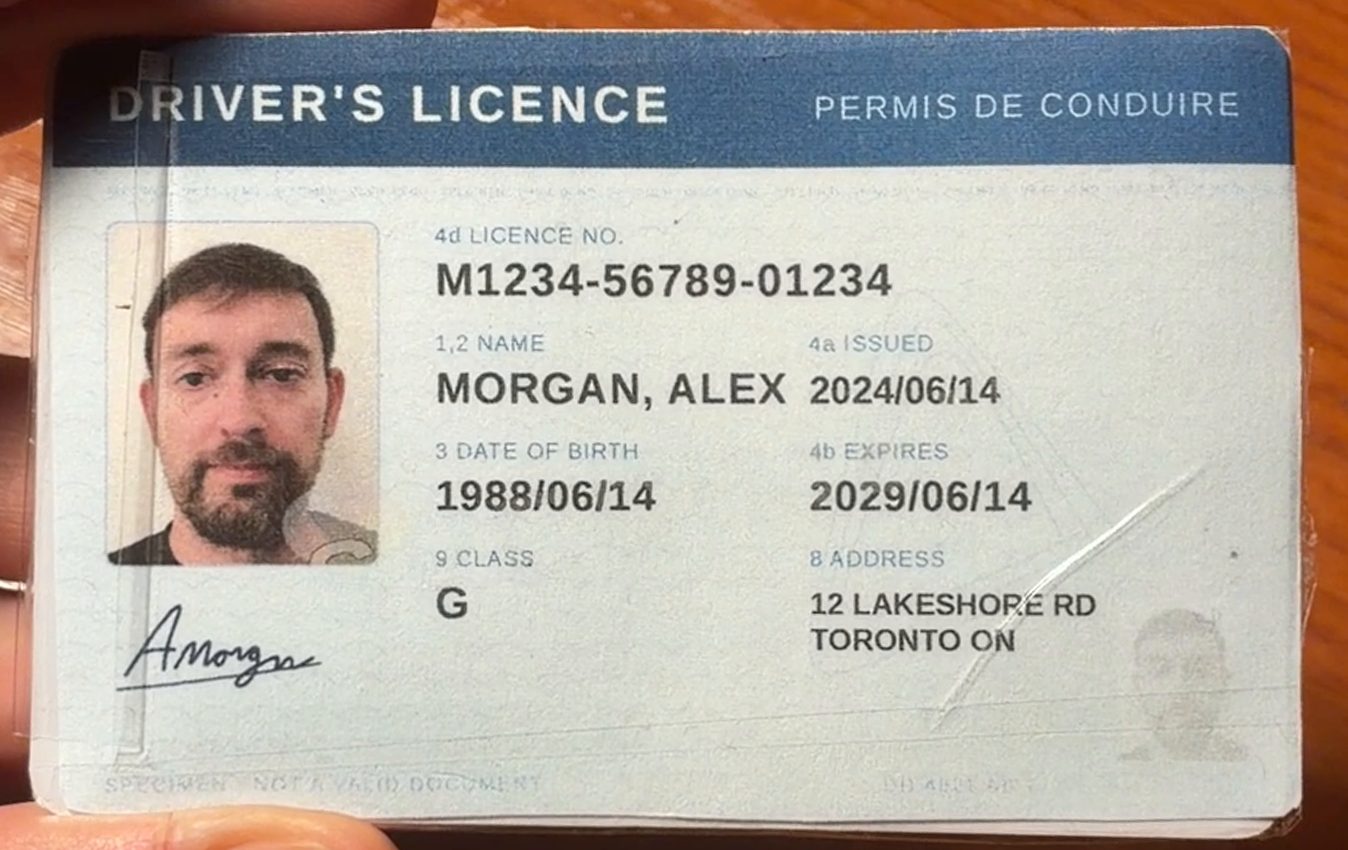 DRIVER'S LICENCE PERMIS DE CONDUIRE
4d LICENCE NO.
M1234-56789-01234
1,2 NAME
MORGAN, ALEX
4a ISSUED
2024/06/14
3 DATE OF BIRTH
1988/06/14
4b EXPIRES
2029/06/14
9 CLASS
G
8 ADDRESS
12 LAKESHORE RD
TORONTO ON
AMorgn
SPECIMEN NOT A VALID DOCUMENT